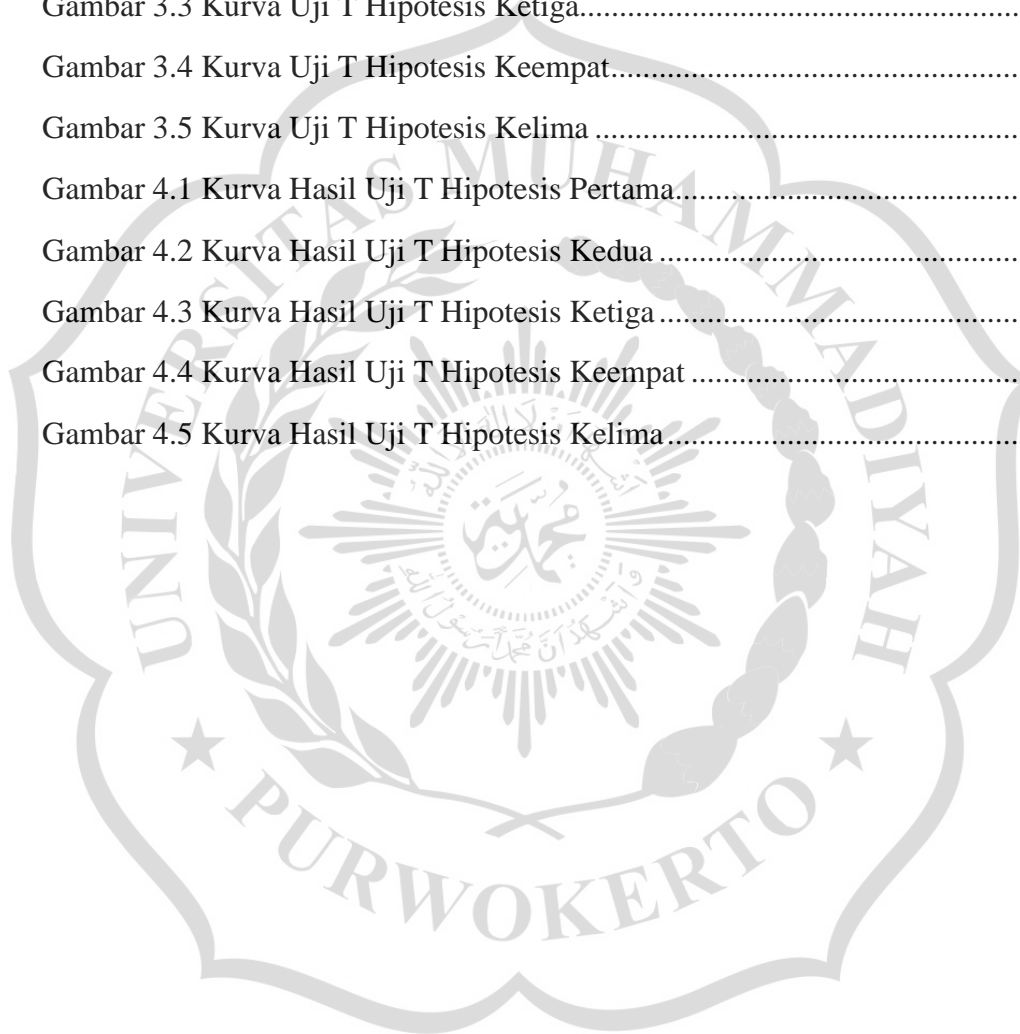 Gambar 3.3 Kurva Uji T Hipotesis Ketiga..........................................................
Gambar 3.4 Kurva Uji T Hipotesis Keempat......................................................
Gambar 3.5 Kurva Uji T Hipotesis Kelima ........................................................
Gambar 4.1 Kurva Hasil Uji T Hipotesis Pertama.............................................
Gambar 4.2 Kurva Hasil Uji T Hipotesis Kedua ...............................................
Gambar 4.3 Kurva Hasil Uji T Hipotesis Ketiga ...............................................
Gambar 4.4 Kurva Hasil Uji T Hipotesis Keempat ...........................................
Gambar 4.5 Kurva Hasil Uji T Hipotesis Kelima ..............................................
UNIVERSITAS MUHAMMADIYAH
PURWOKERTO